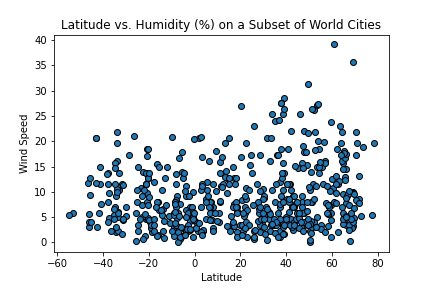 Latitude vs. Humidity (%) on a Subset of World Cities
40
35
30
25
20
15
10
5
0
Wind Speed
−60 −40 −20 0 20 40 60 80
Latitude